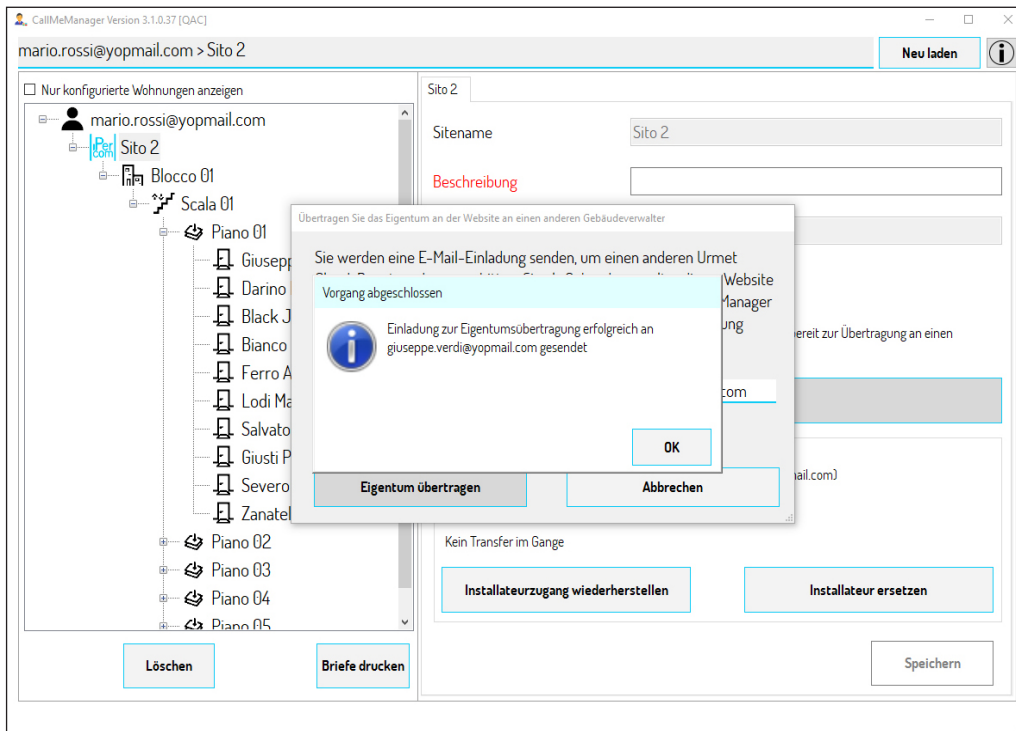 CallMeManager Version 3.1.0.37 [QAC]
mario.rossi@yopmail.com > Sito 2
Neu laden
Nur konfigurierte Wohnungen anzeigen
mario.rossi@yopmail.com
iPer
com
Sito 2
Blocco 01
Scala 01
Piano 01
Giusepp
Darino
Black J
Bianco
Ferro A
Lodi Ma
Salvato
Giusti P
Severo
Zanatel
Piano 02
Piano 03
Piano 04
Piano 05
Löschen
Briefe drucken
Sito 2
Sitename
Sito 2
Beschreibung
Übertragen Sie das Eigentum an der Website an einen anderen Gebäudeverwalter
Sie werden eine E-Mail-Einladung senden, um einen anderen Urmet
Website
Manager
ung
ereit zur Übertragung an einen
Vorgang abgeschlossen
Einladung zur Eigentumsübertragung erfolgreich an
giuseppe.verdi@yopmail.com gesendet
com
OK
Eigentum übertragen
Abbrechen
ail.com)
Kein Transfer im Gange
Installateurzugang wiederherstellen
Installateur ersetzen
Speichern